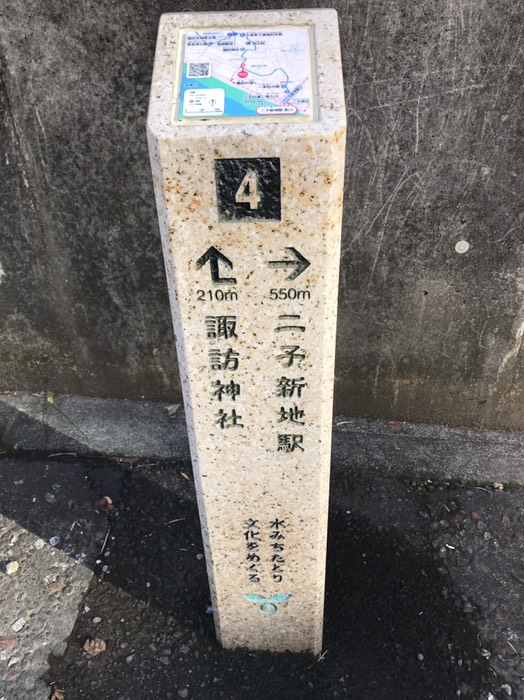 4
210m
550m
二子新地駅
諏訪神社
水みちたどり
文化をめぐる